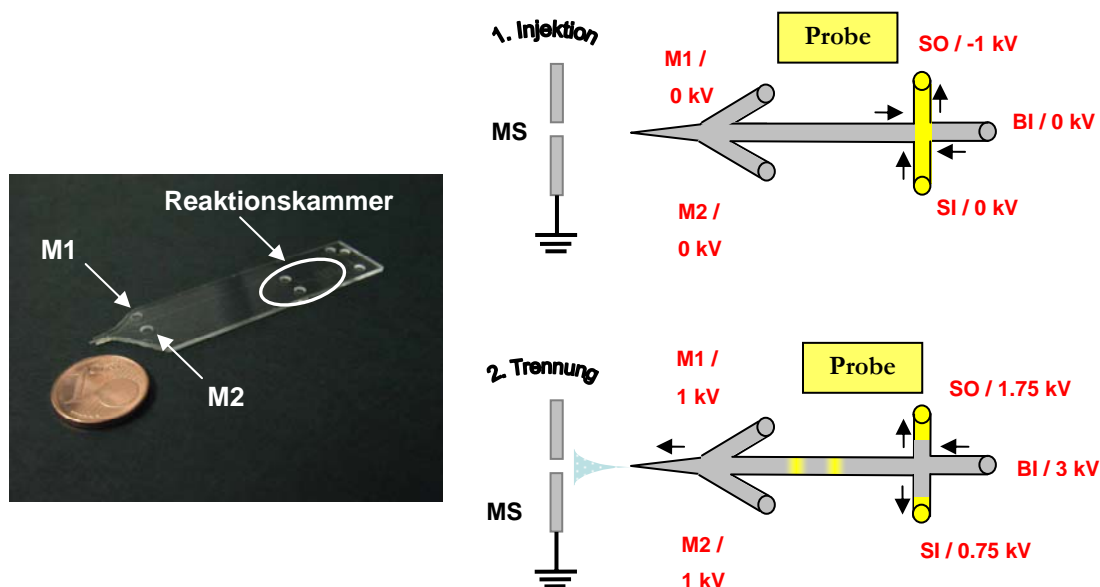 Reaktionskammer
M1
M2
1. Injektion
Probe
SO / -1 kV
M1 /
0 kV
MS
BI / 0 kV
M2 /
0 kV
SI / 0 kV
2. Trennung
Probe
M1 /
1 kV
SO / 1.75 kV
BI / 3 kV
MS
M2 /
1 kV
SI / 0.75 kV